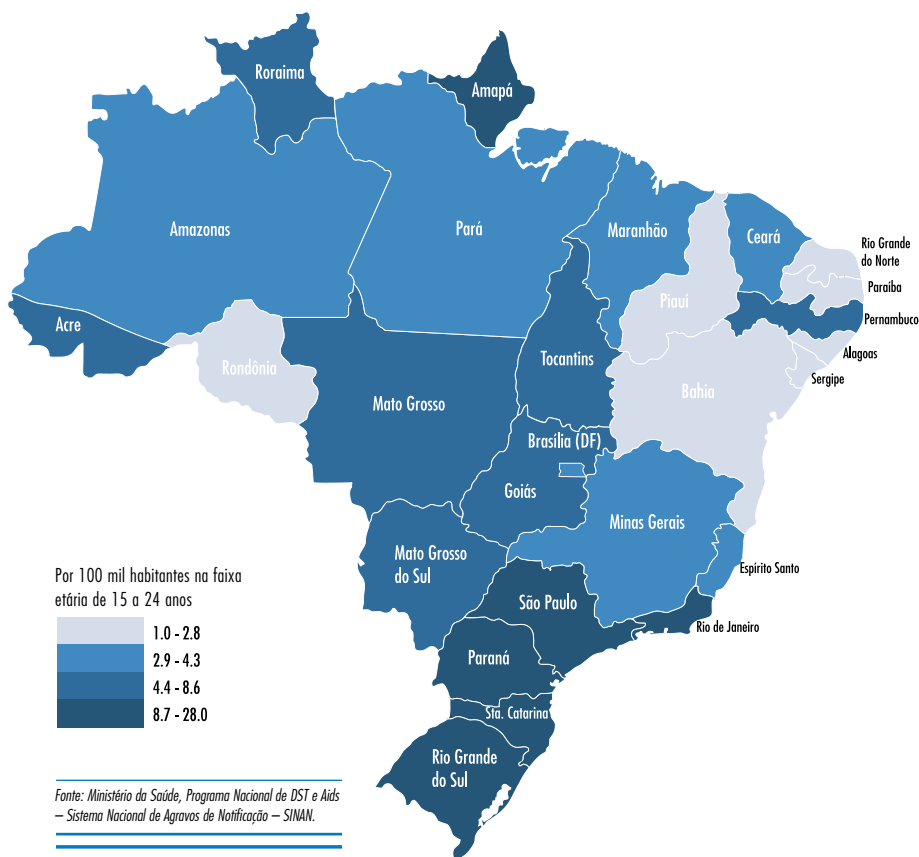 Roraima
Amapá
Amazonas
Pará
Maranhão
Ceará
Rio Grande
do Norte
Paraíba
Piauí
Pernambuco
Acre
Rondônia
Tocantins
Alagoas
Sergipe
Bahia
Mato Grosso
Brasília (DF)
Goiás
Minas Gerais
Mato Grosso
do Sul
Espírito Santo
São Paulo
Rio de Janeiro
Paraná
Sta. Catarina
Rio Grande
do Sul
Por 100 mil habitantes na faixa
etária de 15 a 24 anos
1.0 - 2.8
2.9 - 4.3
4.4 - 8.6
8.7 - 28.0
Fonte: Ministério da Saúde, Programa Nacional de DST e Aids
– Sistema Nacional de Agravos de Notificação – SINAN.